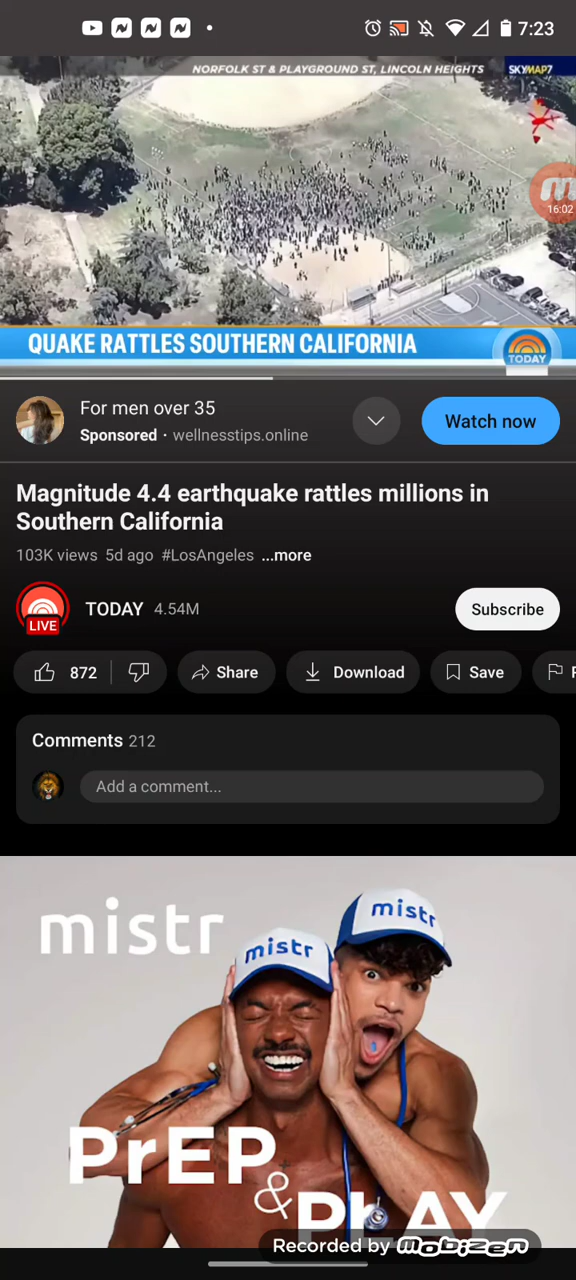 7:23
NORFOLK ST & PLAYGROUND ST, LINCOLN HEIGHTS SKYMAP7
16:02
QUAKE RATTLES SOUTHERN CALIFORNIA
TODAY
For men over 35
Sponsored · wellnesstips.online
Watch now
Magnitude 4.4 earthquake rattles millions in
Southern California
103K views 5d ago #LosAngeles ...more
LIVE
TODAY 4.54M
Subscribe
872 Share Download Save
Comments 212
Add a comment...
mistr
mistr
mistr
PrEP
& PLAY
Recorded by mobizen